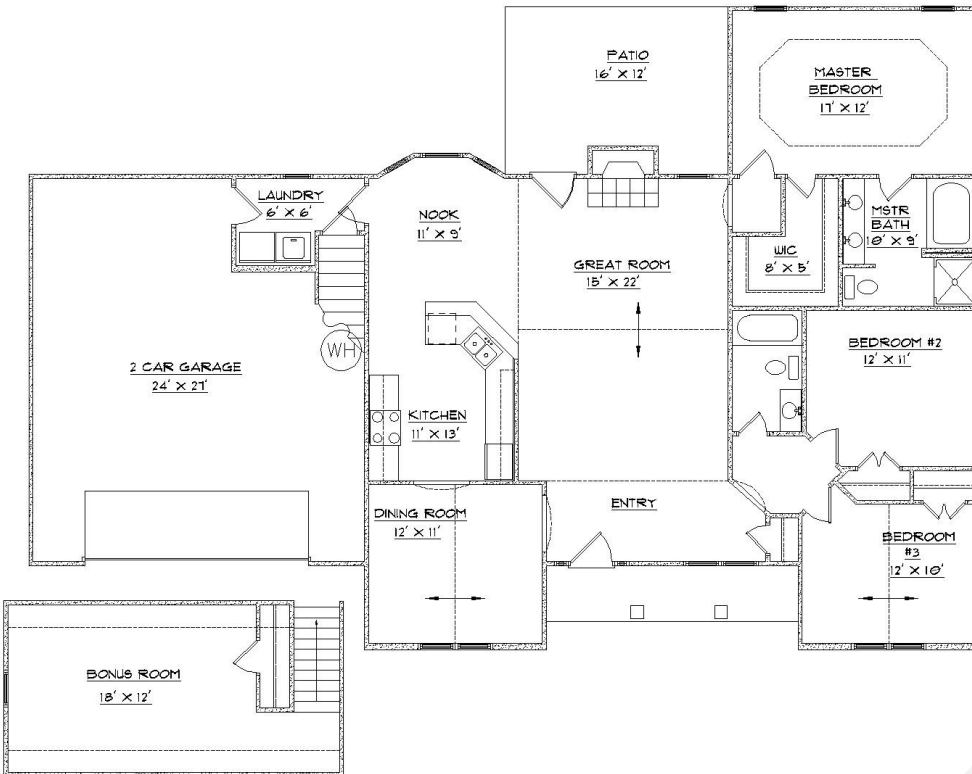 PATIO
16' X 12'
MASTER
BEDROOM
17' X 12'
LAUNDRY
6' X 6'
NOOK
11' X 9'
MSTR
BATH
10' X 9'
WIC
8' X 5'
GREAT ROOM
15' X 22'
WH
2 CAR GARAGE
24' X 27'
BEDROOM #2
12' X 11'
KITCHEN
11' X 13'
DINING ROOM
12' X 11'
ENTRY
BEDROOM
#3
12' X 10'
BONUS ROOM
18' X 12'